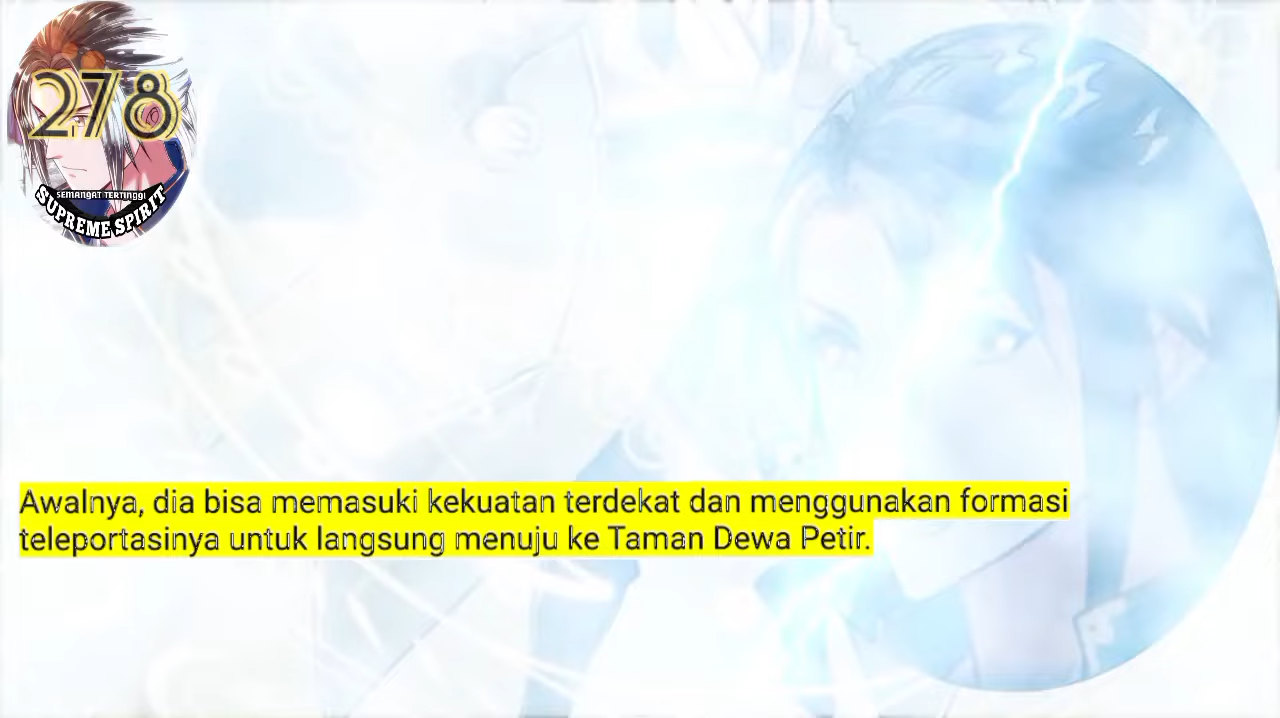 278
SEMANGAT TERTINGGI
SUPREME SPIRIT
Awalnya, dia bisa memasuki kekuatan terdekat dan menggunakan formasi
teleportasinya untuk langsung menuju ke Taman Dewa Petir.